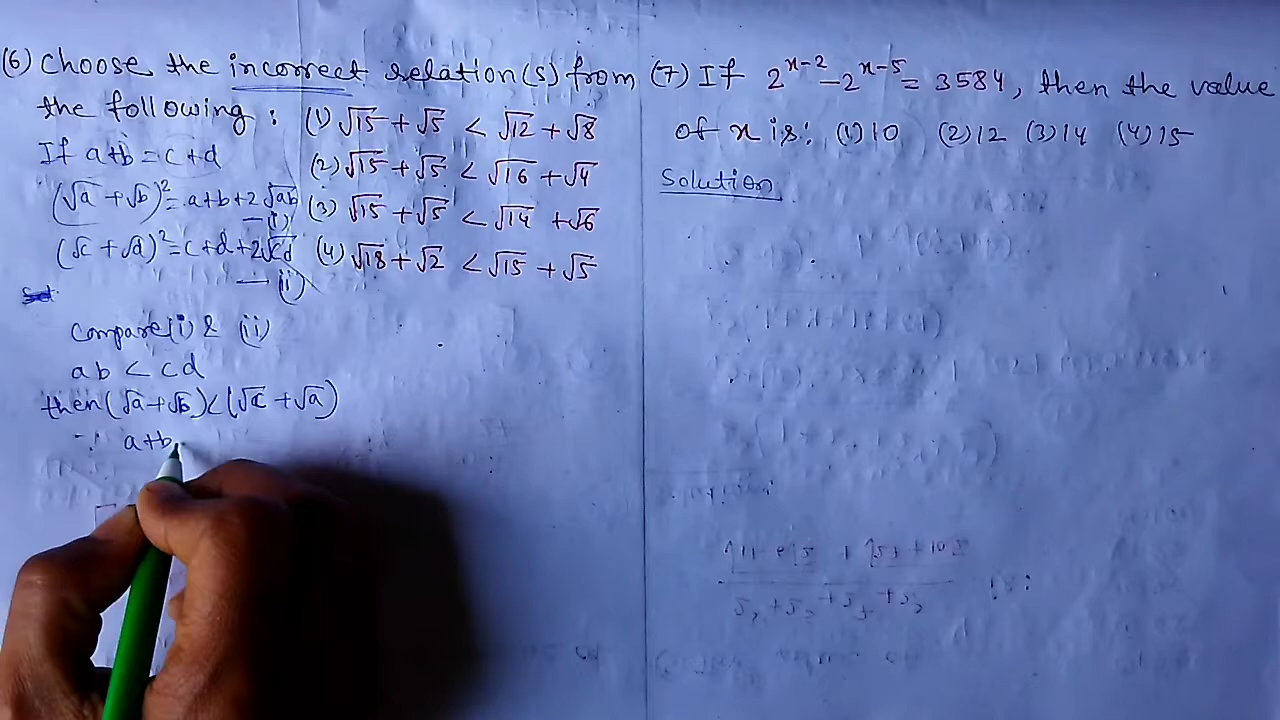 (6) Choose the incorrect relation(s) from
the following: (1) √15 + √5 < √12 + √8
If a+b = c+d (2) √15 + √5 < √16 + √4
(√a + √b)² = a+b+2√ab —(i) (3) √15 + √5 < √14 + √6
(√c + √d)² = c+d+2√cd —(ii) (4) √18 + √2 < √15 + √5
Compare (i) & (ii)
ab < cd
then (√a+√b) < (√c + √d)
∵ a+b
(7) If 2^(x-2) - 2^(x-5) = 3584, then the value
of x is: (1) 10 (2) 12 (3) 14 (4) 15
Solution